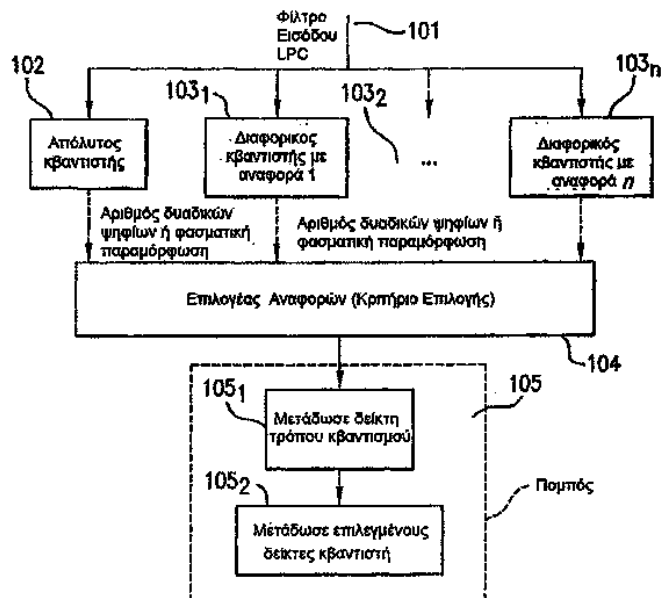 Φίλτρο
Εισόδου
LPC
101
102
103₁
103₂
103ₙ
Απόλυτος
κβαντιστής
Διαφορικος
κβαντιστής με
αναφορά 1
...
Διαφορικός
κβαντιστής με
αναφορά n
Αριθμός δυαδικών
ψηφίων ή φασματική
παραμόρφωση
Αριθμός δυαδικών ψηφίων ή
φασματική παραμόρφωση
Επιλογέας Αναφορών (Κριτήριο Επιλογής)
104
105₁
105
Μετάδωσε δείκτη
τρόπου κβαντισμού
105₂
Πομπός
Μετάδωσε επιλεγμένους
δείκτες κβαντιστή